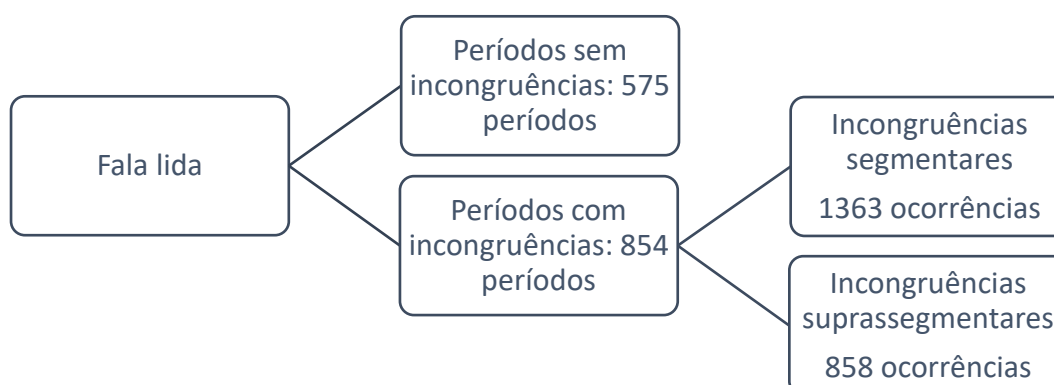 Fala lida
Períodos sem
incongruências: 575
períodos
Períodos com
incongruências: 854
períodos
Incongruências
segmentares
1363 ocorrências
Incongruências
suprassegmentares
858 ocorrências